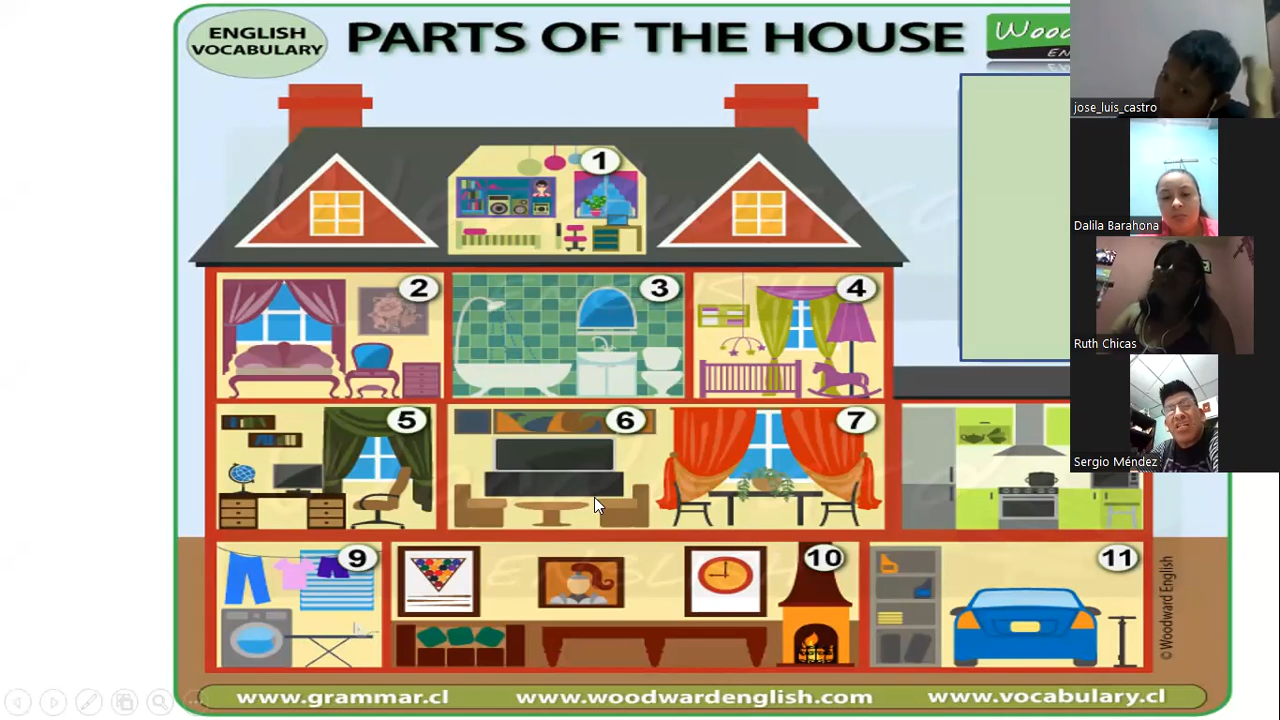 ENGLISH
VOCABULARY
PARTS OF THE HOUSE
Wood
jose_luis_castro
Dalila Barahona
Ruth Chicas
Sergio Méndez
1
2
3
4
5
6
7
9
10
11
© Woodward English
www.grammar.cl
www.woodwardenglish.com
www.vocabulary.cl